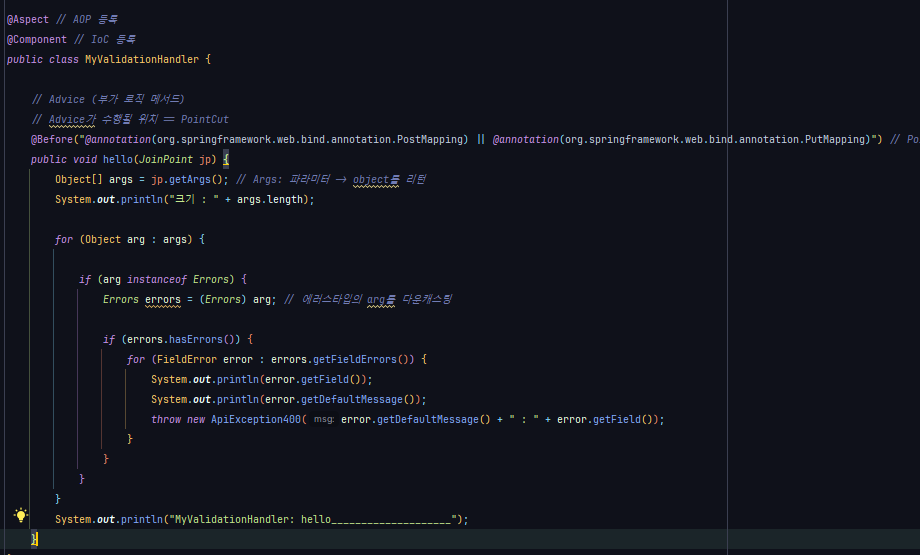 @Aspect // AOP 등록
@Component // IoC 등록
public class MyValidationHandler {
// Advice (부가 로직 메서드)
// Advice가 수행될 위치 == PointCut
@Before("@annotation(org.springframework.web.bind.annotation.PostMapping) || @annotation(org.springframework.web.bind.annotation.PutMapping)") // Po
public void hello(JoinPoint jp) {
Object[] args = jp.getArgs(); // Args: 파라미터 -> object를 리턴
System.out.println("크기 : " + args.length);
for (Object arg : args) {
if (arg instanceof Errors) {
Errors errors = (Errors) arg; // 에러스타입의 arg를 다운캐스팅
if (errors.hasErrors()) {
for (FieldError error : errors.getFieldErrors()) {
System.out.println(error.getField());
System.out.println(error.getDefaultMessage());
throw new ApiException400( msg: error.getDefaultMessage() + " : " + error.getField());
}
}
}
}
System.out.println("MyValidationHandler: hello____________________");
}